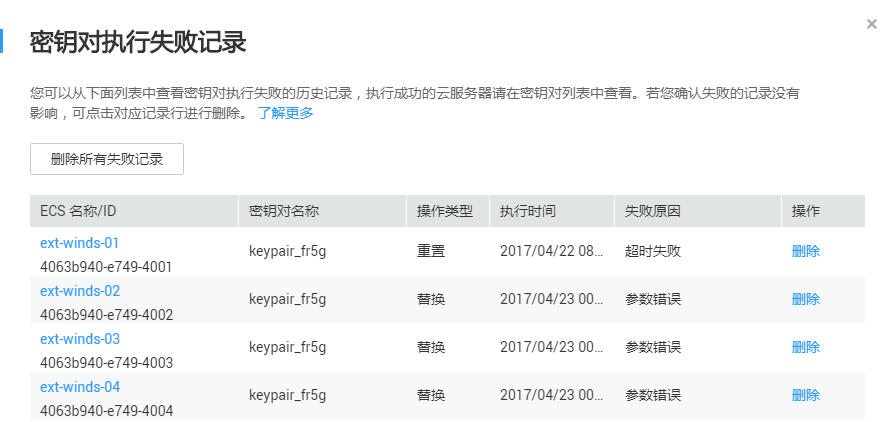 密钥对执行失败记录
您可以从下面列表中查看密钥对执行失败的历史记录，执行成功的云服务器请在密钥对列表中查看。若您确认失败的记录没有
影响，可点击对应记录行进行删除。 了解更多
删除所有失败记录
ECS 名称/ID 密钥对名称 操作类型 执行时间 失败原因 操作
ext-winds-01
4063b940-e749-4001 keypair_fr5g 重置 2017/04/22 08... 超时失败 删除
ext-winds-02
4063b940-e749-4002 keypair_fr5g 替换 2017/04/23 00... 参数错误 删除
ext-winds-03
4063b940-e749-4003 keypair_fr5g 替换 2017/04/23 00... 参数错误 删除
ext-winds-04
4063b940-e749-4004 keypair_fr5g 替换 2017/04/23 00... 参数错误 删除